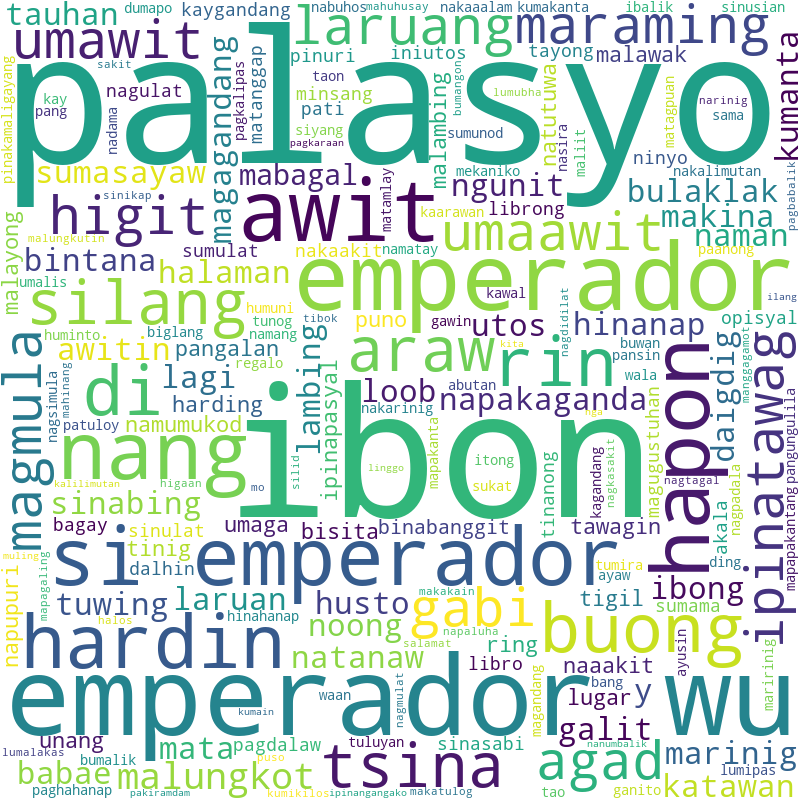 palasyo
ibon
emperador wu
emperador
si emperador
awit
hapon
nang
hardin
buong
tsina
silang
di
araw
rin
gabi
agad
higit
umawit
laruang
maraming
umaawit
magmula
ipinatawag
kumanta
tauhan
kaygandang
dumapo
nabuhos
mahuhusay
nakaaalam
kumakanta
ibalik
sinusian
pinuri
iniutos
tayong
malawak
sakit
nagulat
taon
minsang
matanggap
pagkalipas
lumubha
bumangon
natutuwa
nasira
maliit
matagpuan
narinig
sama
kay
pang
nadama
pati
siyang
pagkaraan
malambing
sumunod
ninyo
pinakamaligayang
magagandang
sumasayaw
sinikap
mabagal
matamlay
mekaniko
ngunit
nakalimutan
bulaklak
pagbabalik
kaarawan
librong
makina
naman
malungkutin
sumulat
nakaakit
namatay
paanong
bintana
halaman
malayong
umalis
humuni
kawal
ilang
puno
gawin
utos
hinanap
opisyal
huminto
biglang
tunog
tibok
namang
nagdidilat
buwan
pansin
awitin
pangalan
regalo
kita
wala
manggagamot
daigdig
lagi
lambing
loob
abutan
napakaganda
nagsimula
mahinang
harding
ipinapasyal
nakarinig
itong
magugustuhan
patuloy
namumukod
nga
linggo
mapakanta
kagandang
nagkasakit
pangungulila
kalilimutan
higaan
silid
mo
sukat
nagtagal
sinabing
tinanong
akala
nagpadala
mapapakantang
bagay
sinulat
umaga
bisita
binabanggit
tawagin
muling
tinig
dalhin
tumira
ding
ibong
mapagaling
napupuri
tuwing
laruan
husto
ayaw
tigil
sumama
makakain
halos
hinahanap
noong
napaluha
ring
salamat
ayusin
maririnig
natanaw
libro
naaakit
magandang
bang
waan
nagmulat
lugar
y
kumain
galit
marinig
unang
mata
pagdalaw
sinasabi
nanumbalik
lumalakas
bumalik
tuluyan
lumipas
babae
malungkot
puso
tao
ganito
katawan
paghahanap
pakiramdam
kumikilos
ipinangangako
makatulog